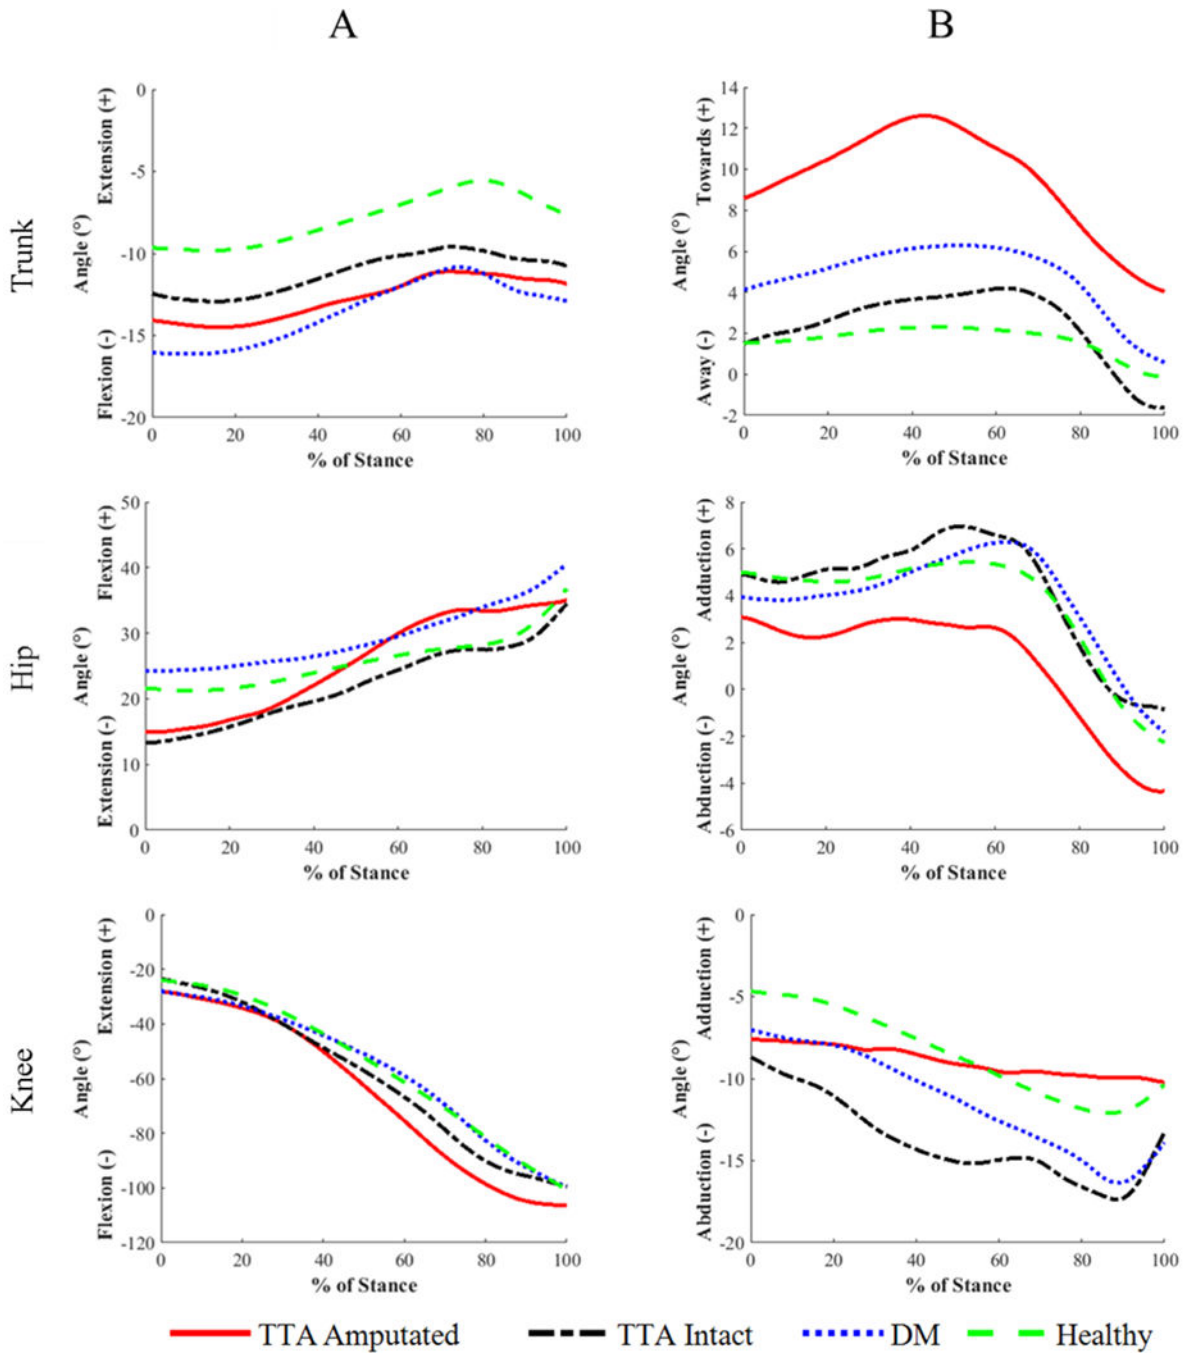 A
B
Trunk
Flexion (-) Extension (+)
Angle (°)
0
-5
-10
-15
-20
0 20 40 60 80 100
% of Stance
Away (-) Towards (+)
Angle (°)
14
12
10
8
6
4
2
0
-2
0 20 40 60 80 100
% of Stance
Hip
Extension (-) Flexion (+)
Angle (°)
50
40
30
20
10
0
0 20 40 60 80 100
% of Stance
Abduction (-) Adduction (+)
Angle (°)
8
6
4
2
0
-2
-4
-6
0 20 40 60 80 100
% of Stance
Knee
Flexion (-) Extension (+)
Angle (°)
0
-20
-40
-60
-80
-100
-120
0 20 40 60 80 100
% of Stance
Abduction (-) Adduction (+)
Angle (°)
0
-5
-10
-15
-20
0 20 40 60 80 100
% of Stance
TTA Amputated TTA Intact DM Healthy